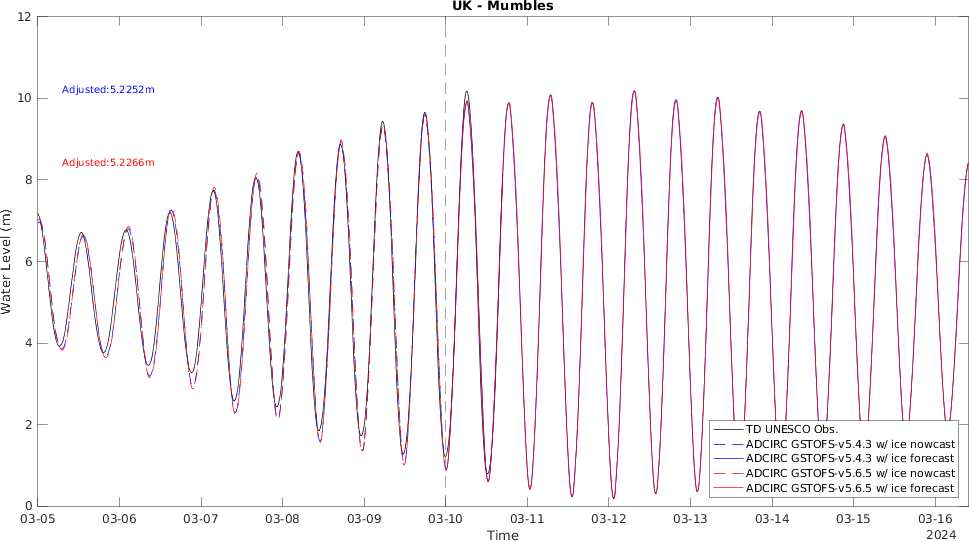 UK - Mumbles
12
10
8
6
4
2
0
Water Level (m)
Adjusted:5.2252m
Adjusted:5.2266m
TD UNESCO Obs.
ADCIRC GSTOFS-v5.4.3 w/ ice nowcast
ADCIRC GSTOFS-v5.4.3 w/ ice forecast
ADCIRC GSTOFS-v5.6.5 w/ ice nowcast
ADCIRC GSTOFS-v5.6.5 w/ ice forecast
03-05 03-06 03-07 03-08 03-09 03-10 03-11 03-12 03-13 03-14 03-15 03-16
Time
2024